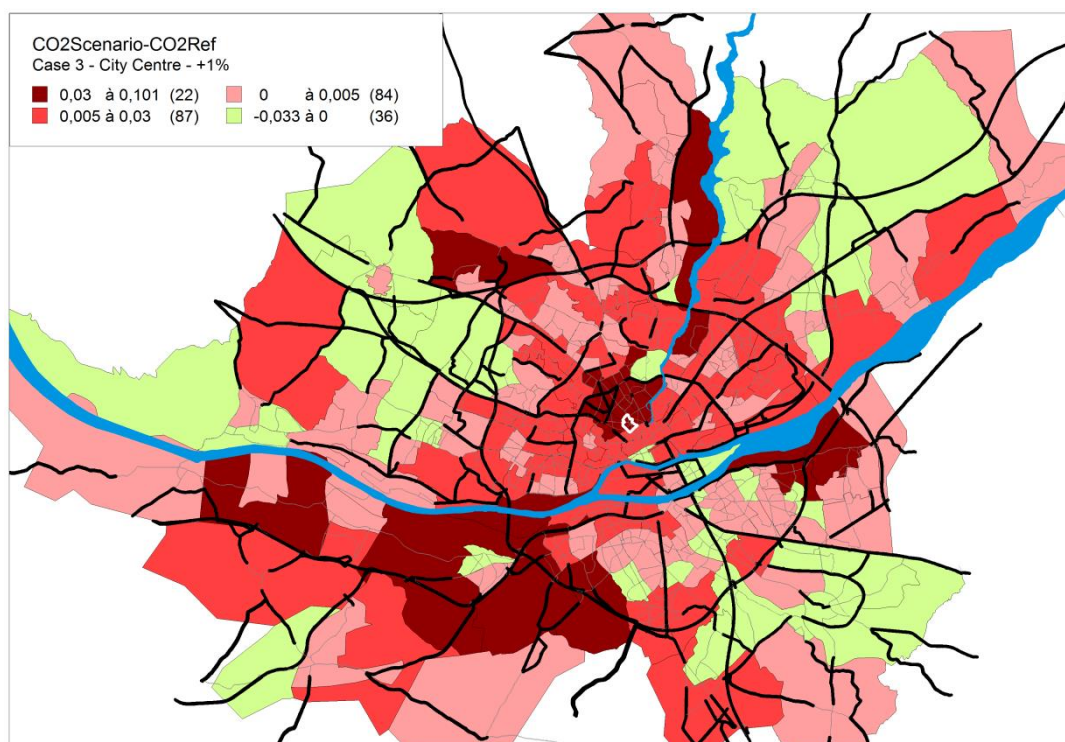 CO2Scenario-CO2Ref
Case 3 - City Centre - +1%
0,03 à 0,101 (22) 0 à 0,005 (84)
0,005 à 0,03 (87) -0,033 à 0 (36)